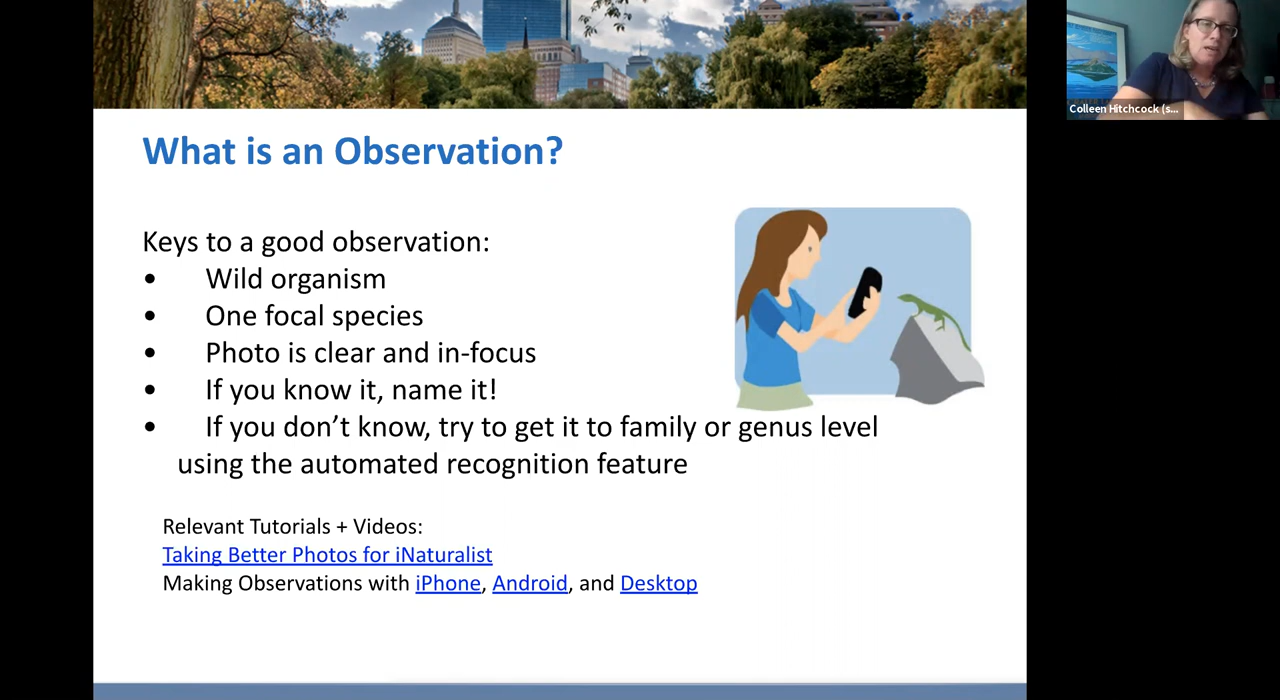 What is an Observation?
Keys to a good observation:
• Wild organism
• One focal species
• Photo is clear and in-focus
• If you know it, name it!
• If you don’t know, try to get it to family or genus level
using the automated recognition feature
Relevant Tutorials + Videos:
Taking Better Photos for iNaturalist
Making Observations with iPhone, Android, and Desktop
Colleen Hitchcock (s...